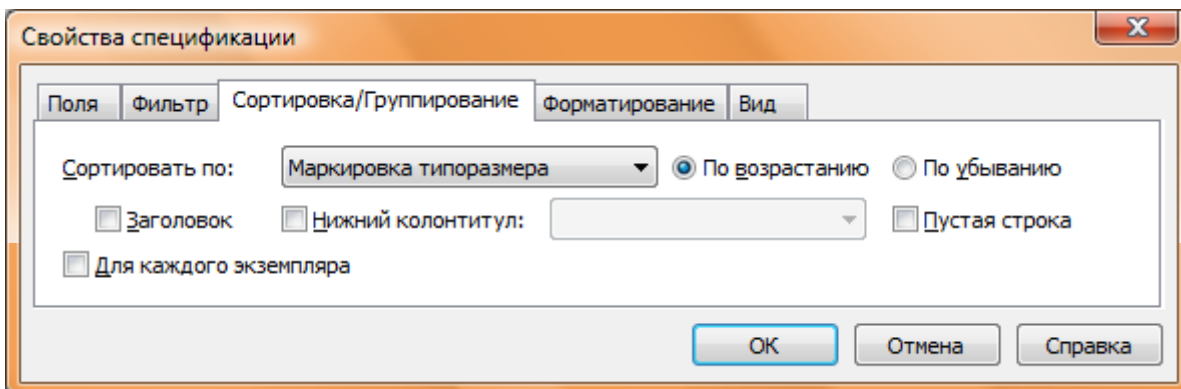 Свойства спецификации
Поля Фильтр Сортировка/Группирование Форматирование Вид
Сортировать по: Маркировка типоразмера По возрастанию По убыванию
Заголовок Нижний колонтитул: Пустая строка
Для каждого экземпляра
ОК Отмена Справка